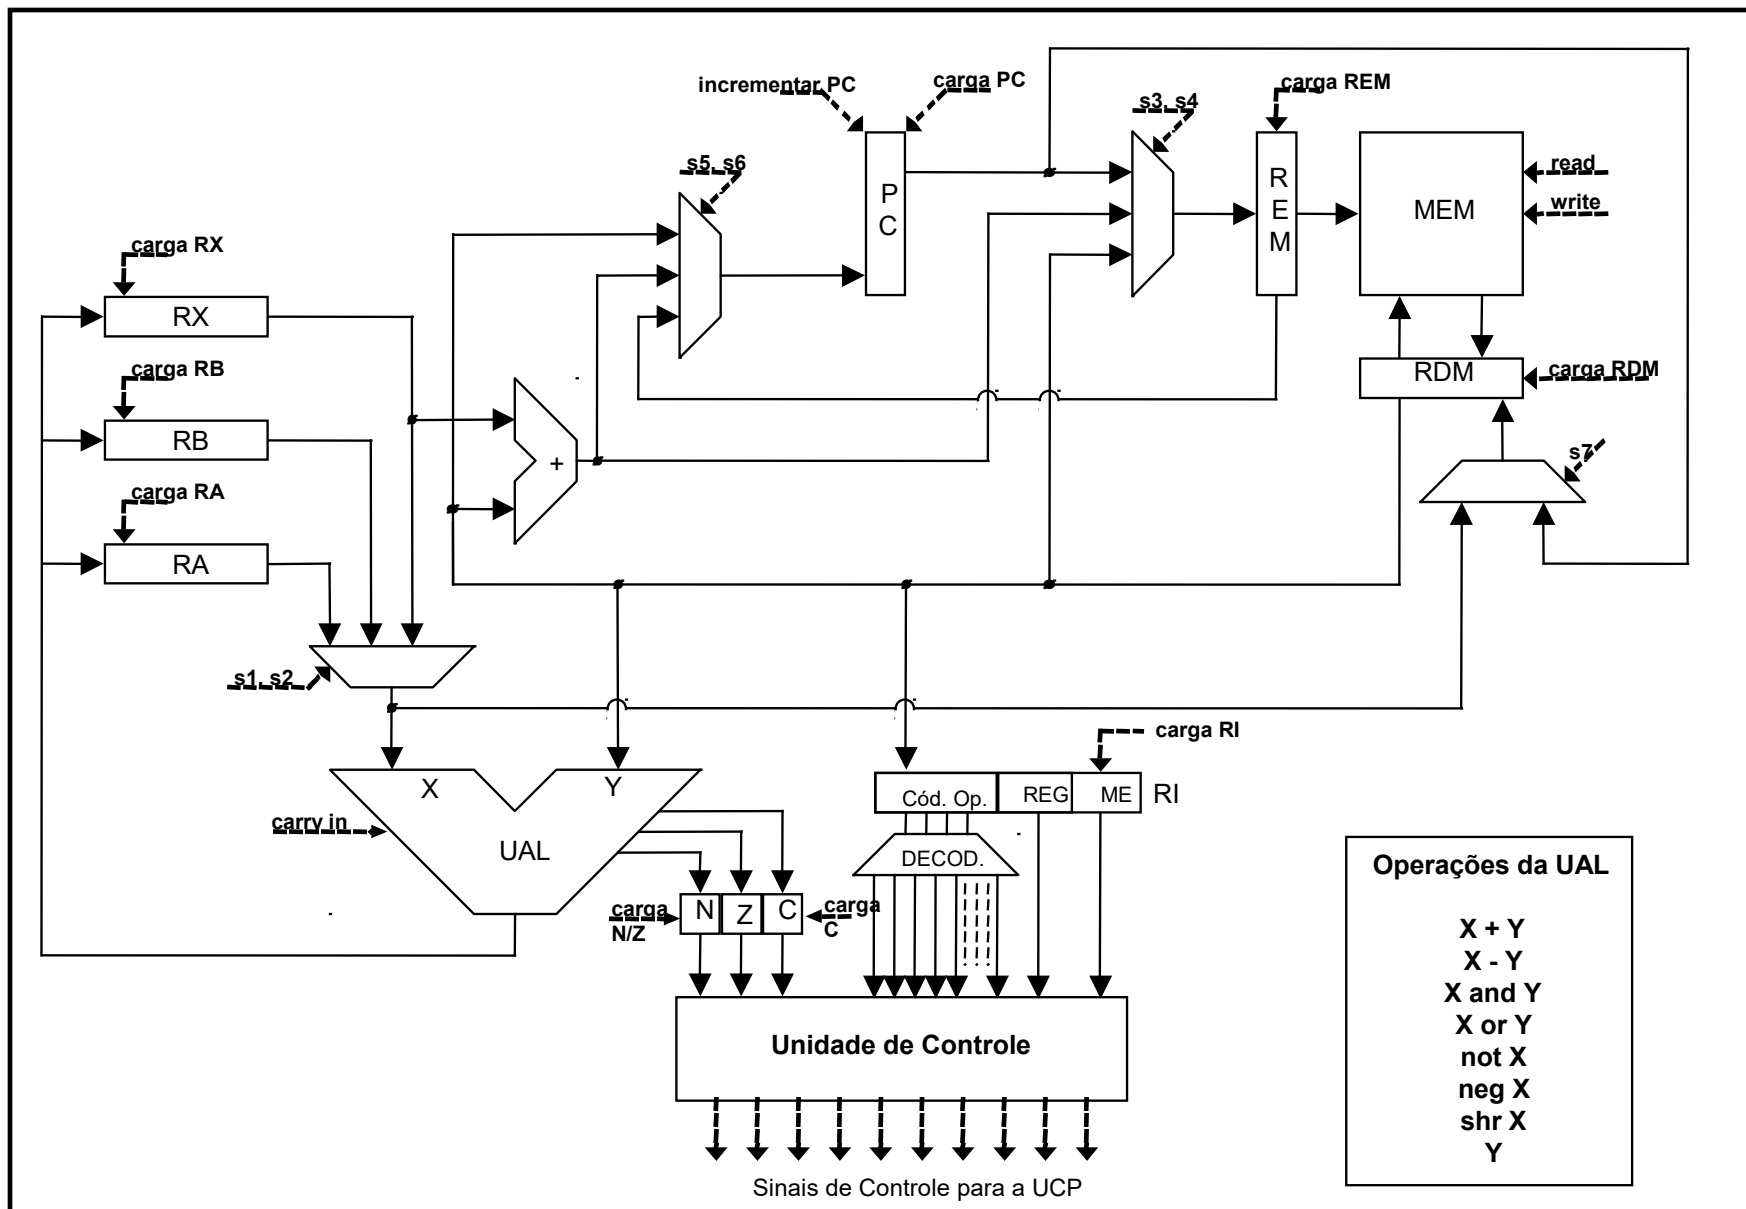 incrementar PC
carga PC
carga REM
s3, s4
s5, s6
P
C
R
E
M
MEM
read
write
carga RX
RX
carga RB
RB
carga RA
RA
RDM
carga RDM
s7
+
s1, s2
X
Y
UAL
carry in
carga RI
Cód. Op.
REG
ME
RI
DECOD.
N
Z
C
carga
N/Z
carga
C
Unidade de Controle
Sinais de Controle para a UCP
Operações da UAL
X + Y
X - Y
X and Y
X or Y
not X
neg X
shr X
Y